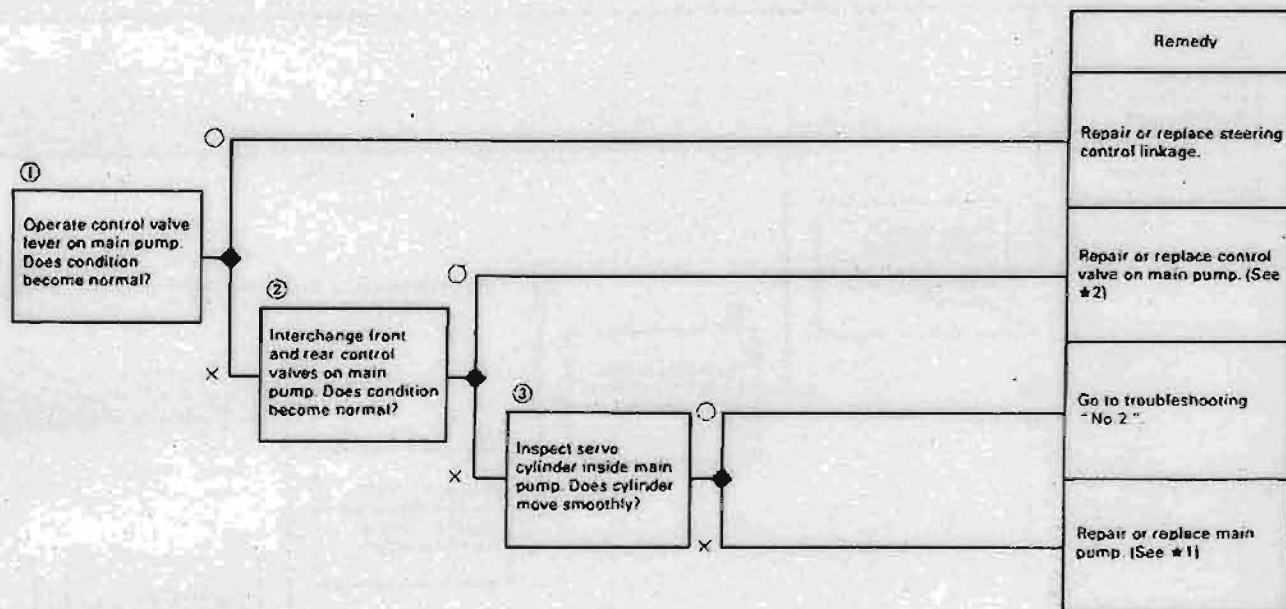 Remedy
Repair or replace steering
control linkage.
①
Operate control valve
lever on main pump.
Does condition
become normal?
Repair or replace control
valve on main pump. (See
★2)
②
Interchange front
and rear control
valves on main
pump. Does condition
become normal?
Go to troubleshooting
"No. 2".
③
Inspect servo
cylinder inside main
pump. Does cylinder
move smoothly?
Repair or replace main
pump. (See ★1)